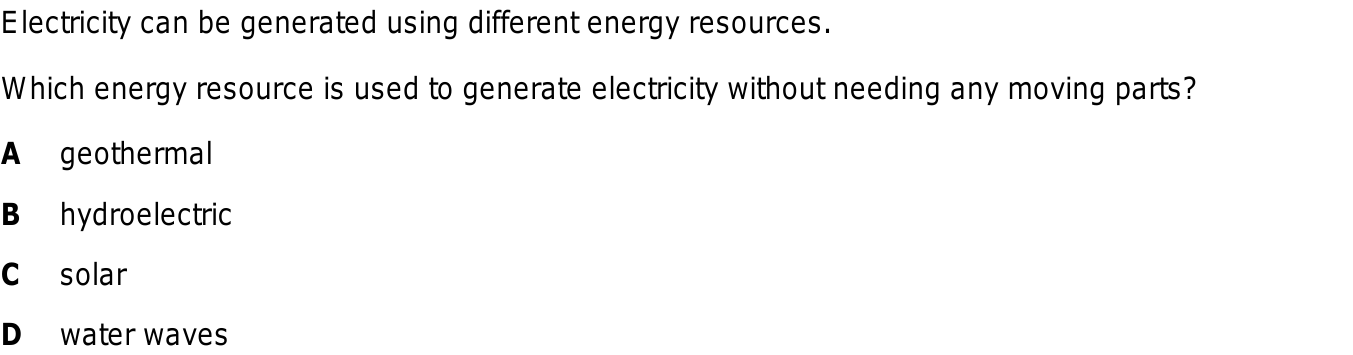 Electricity can be generated using different energy resources.
Which energy resource is used to generate electricity without needing any moving parts?
A geothermal
B hydroelectric
C solar
D water waves